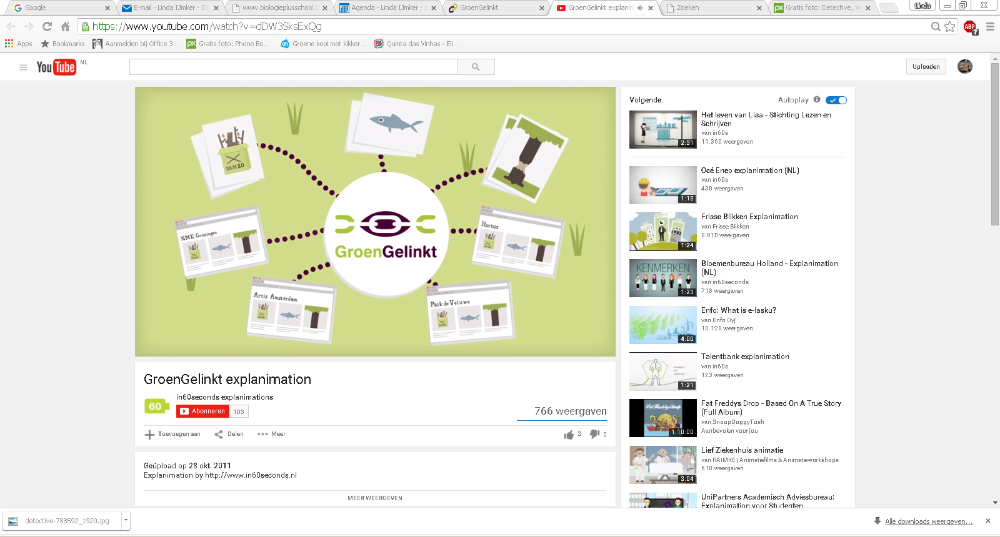 Google
E-mail - Linda IJmker - Ou
www.biologieplusschool.n
Agenda - Linda IJmker -
GroenGelinkt
GroenGelinkt explanim
Zoeken
Gratis foto: Detective, Ve
Linda
https://www.youtube.com/watch?v=dDW3SksExQg
ABP
7
Apps
Bookmarks
Aanmelden bij Office 3...
Gratis foto: Phone Bo...
Groene kool met kikker...
Quinta das Vinhas - Eli...
YouTube NL
Uploaden
DAM 2.0
NME Groningen
Hortus
GroenGelinkt
Artis Amsterdam
Park de Veluwe
GroenGelinkt explanimation
60
in60seconds explanimations
Abonneren 103
766 weergaven
Toevoegen aan
Delen
Meer
3
0
Geüpload op 28 okt. 2011
Explanimation by http://www.in60seconds.nl
MEER WEERGEVEN
Volgende
Autoplay
Het leven van Lisa - Stichting Lezen en
Schrijven
van in60s
11.360 weergaven
2:31
Océ Eneo explanimation (NL)
van in60s
430 weergaven
1:18
Frisse Blikken Explanimation
van Frisse Blikken
8.010 weergaven
1:24
KENMERKEN
Bloemenbureau Holland - Explanimation
(NL)
van in60seconds
718 weergaven
1:23
Enfo: What is e-lasku?
van Enfo Oyj
10.128 weergaven
4:00
Talentbank explanimation
van in60s
123 weergaven
1:21
Fat Freddys Drop
Fat Freddys Drop - Based On A True Story
(Full Album)
van SnoopDoggyTosh
Aanbevolen voor jou
1:10:00
Lief Ziekenhuis animatie
van RAIMKE | Animatiefilms & Animatieworkshops
618 weergaven
3:04
UniPartners Academisch Adviesbureau:
Explanimation voor Studenten
detective-788592_1920.jpg
Alle downloads weergeven...